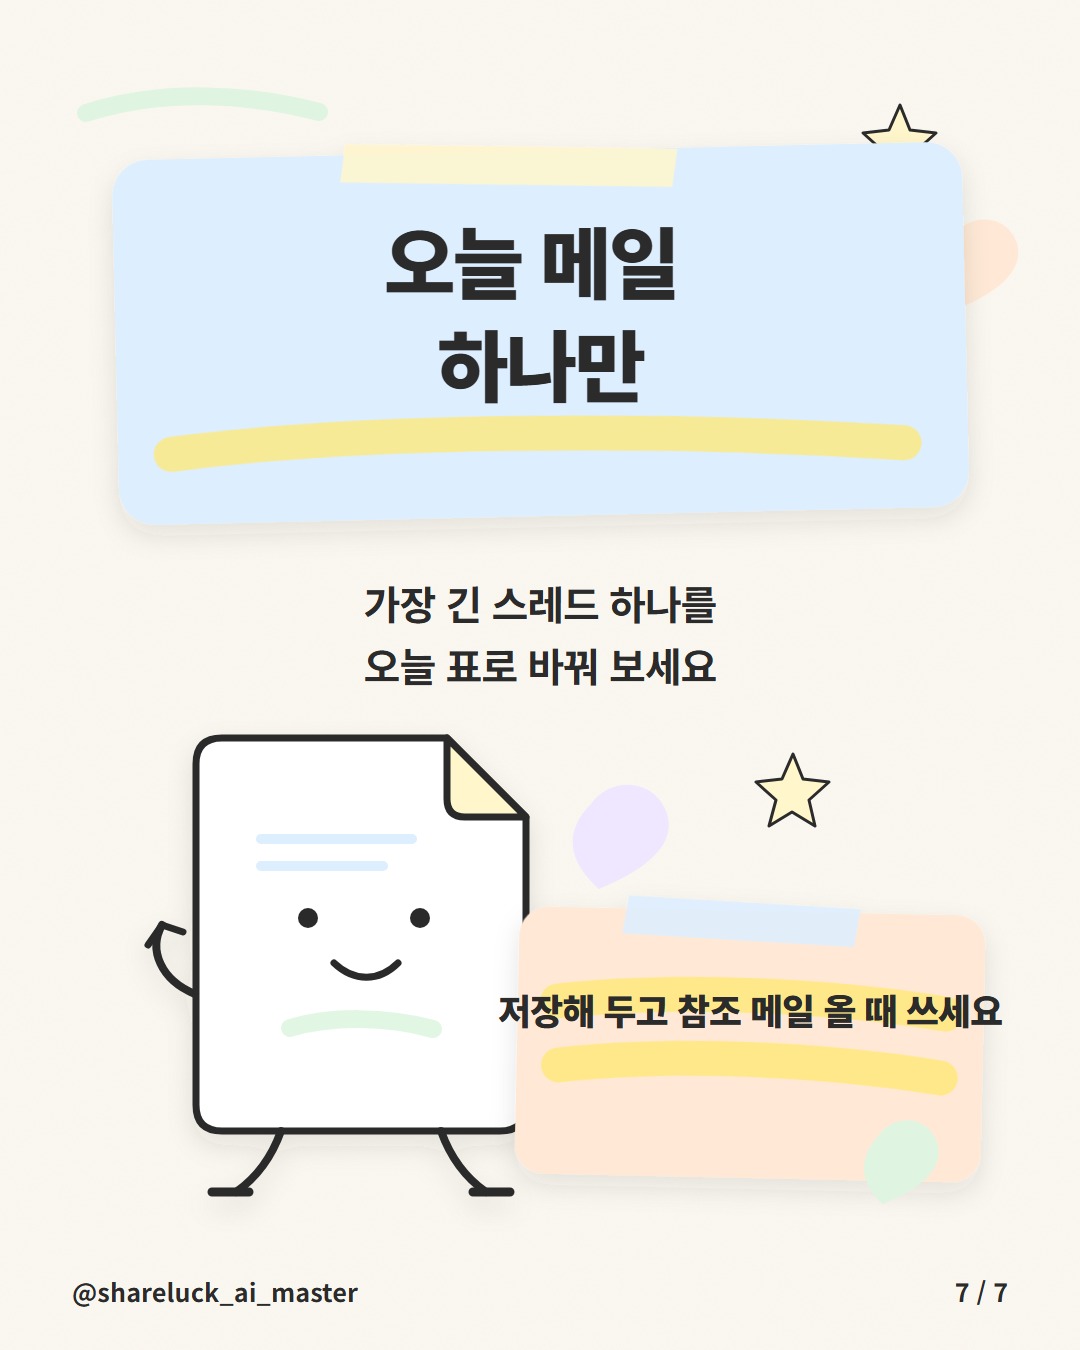 오늘 메일
하나만
가장 긴 스레드 하나를
오늘 표로 바꿔 보세요
저장해 두고 참조 메일 올 때 쓰세요
@shareluck_ai_master
7 / 7